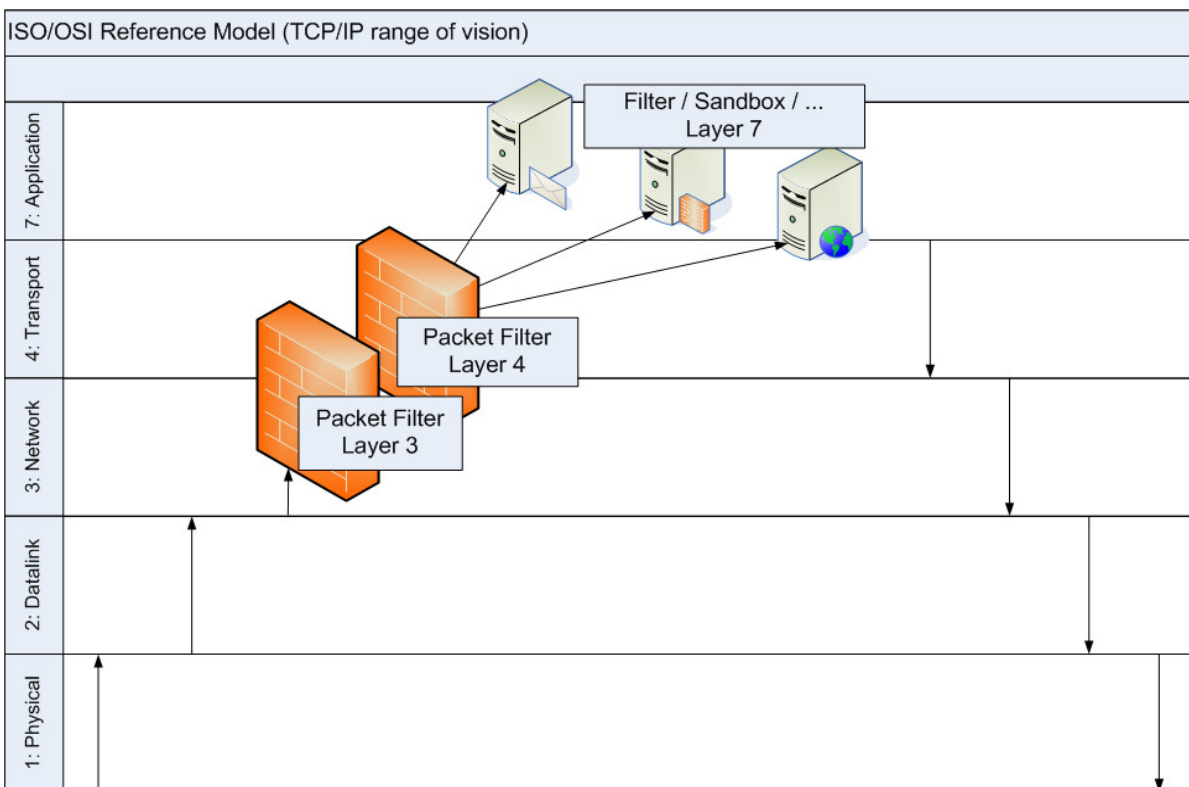 ISO/OSI Reference Model (TCP/IP range of vision)
Filter / Sandbox / ...
Layer 7
7: Application
Packet Filter
Layer 4
4: Transport
Packet Filter
Layer 3
3: Network
2: Datalink
1: Physical